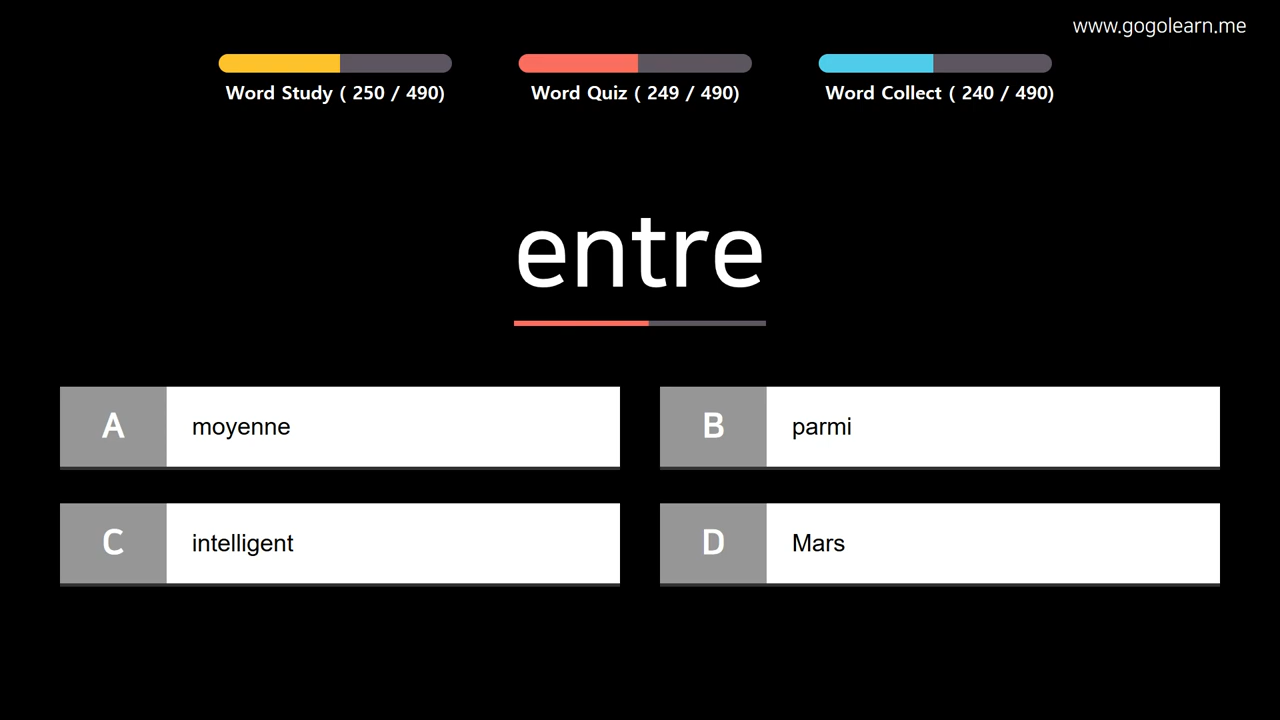 www.gogolearn.me
Word Study ( 250 / 490)
Word Quiz ( 249 / 490)
Word Collect ( 240 / 490)
entre
A moyenne
B parmi
C intelligent
D Mars